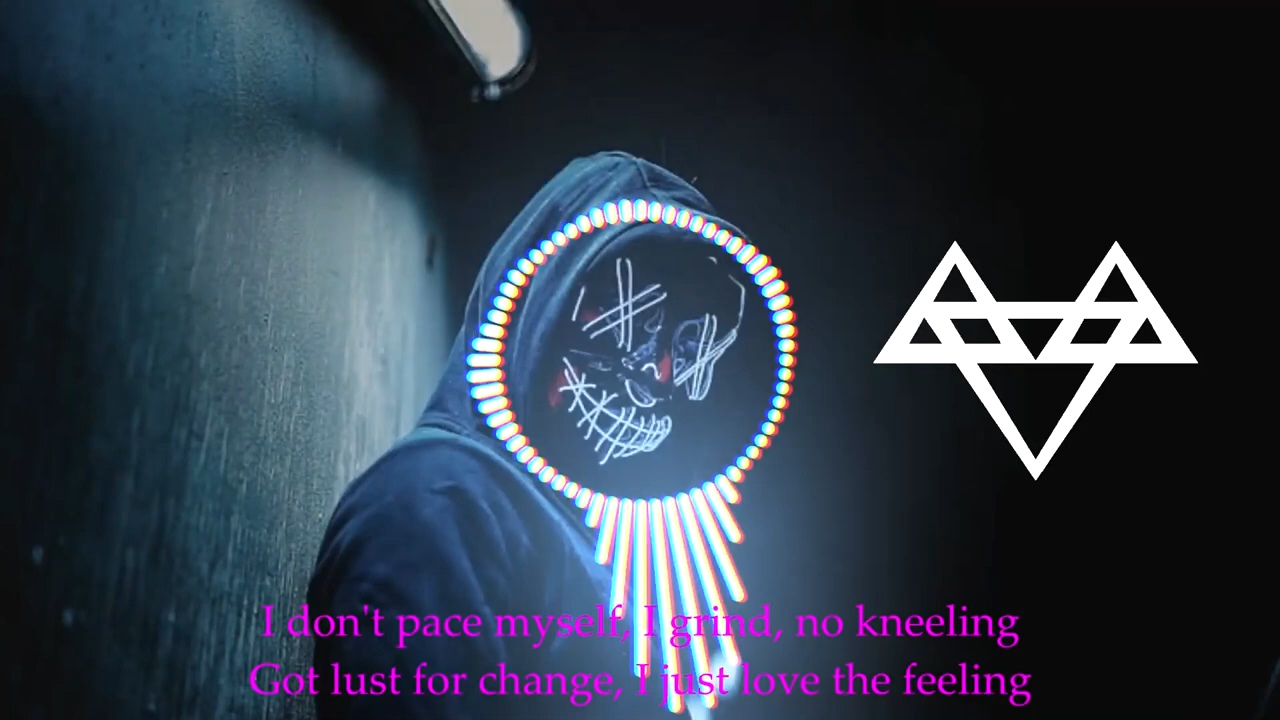 I don't pace myself, I grind, no kneeling
Got lust for change, I just love the feeling